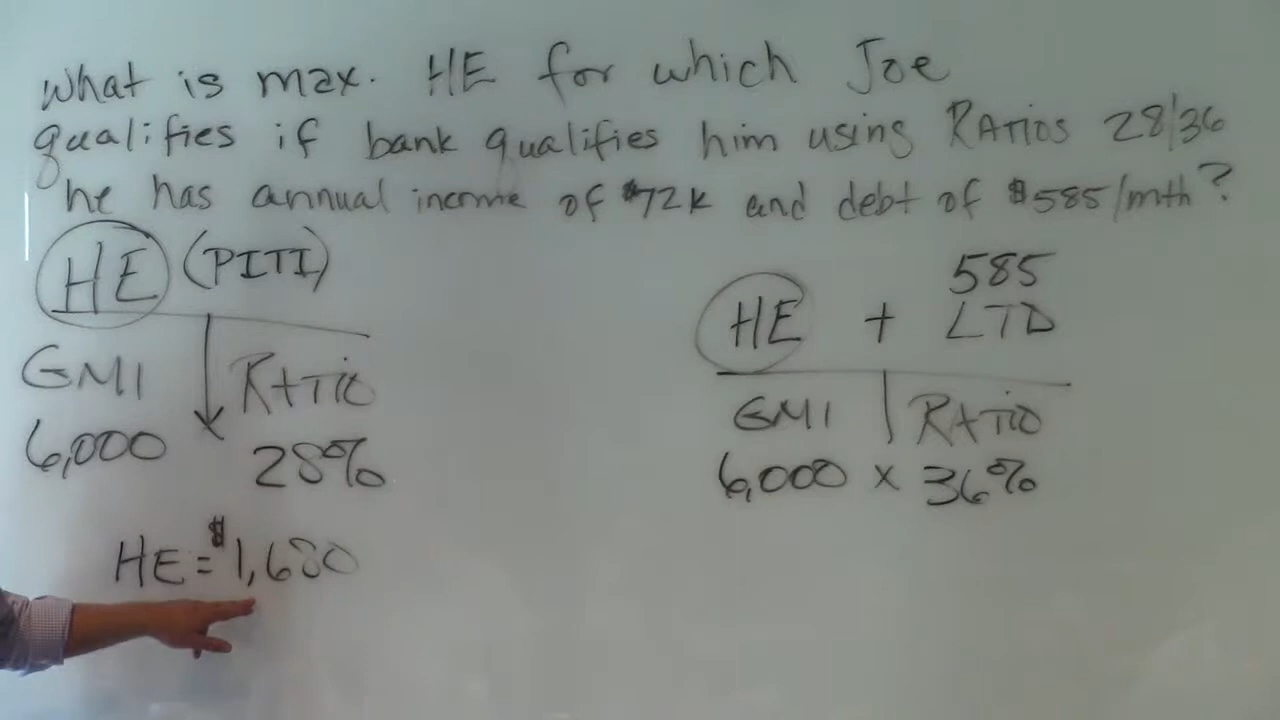 What is max. HE for which Joe
qualifies if bank qualifies him using RATIOS 28/36
he has annual income of $72K and debt of $585/mth?
HE (PITI)
GMI RATIO
6,000 28%
HE = $1,680
585
HE + LTD
GMI RATIO
6,000 x 36%